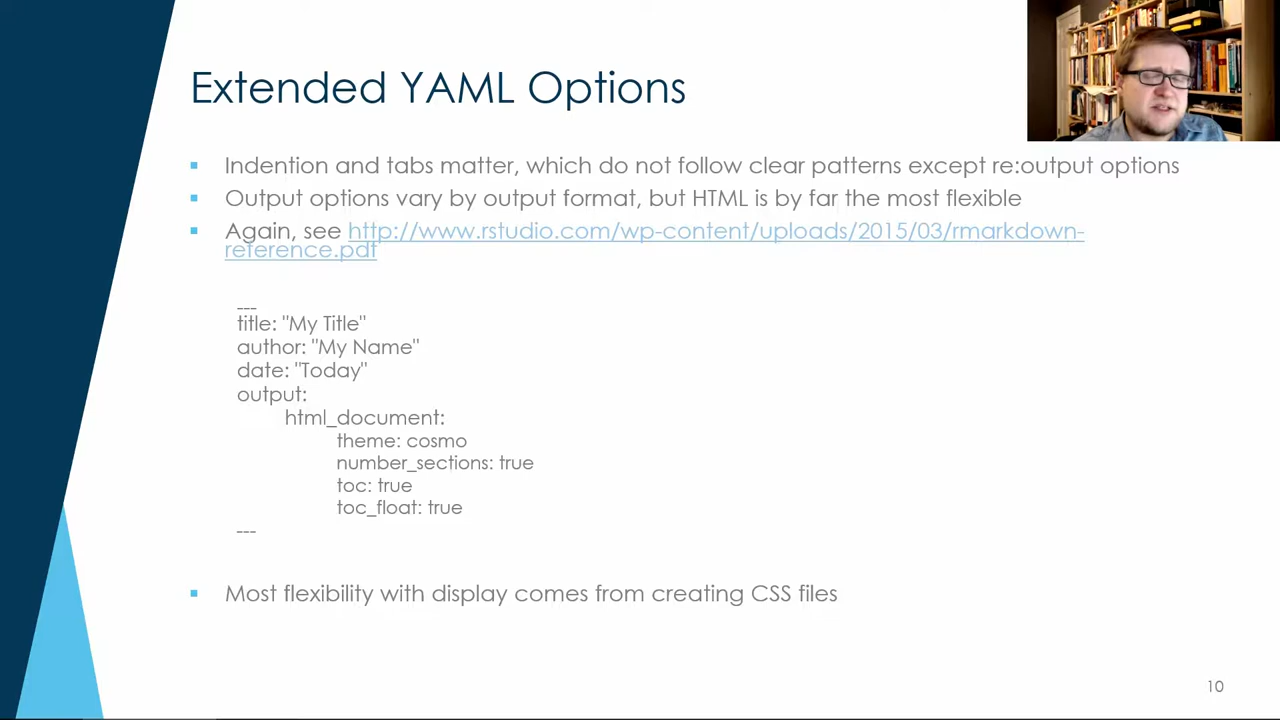 Extended YAML Options
Indention and tabs matter, which do not follow clear patterns except re:output options
Output options vary by output format, but HTML is by far the most flexible
Again, see http://www.rstudio.com/wp-content/uploads/2015/03/rmarkdown-
reference.pdf
---
title: "My Title"
author: "My Name"
date: "Today"
output:
html_document:
theme: cosmo
number_sections: true
toc: true
toc_float: true
---
Most flexibility with display comes from creating CSS files
10